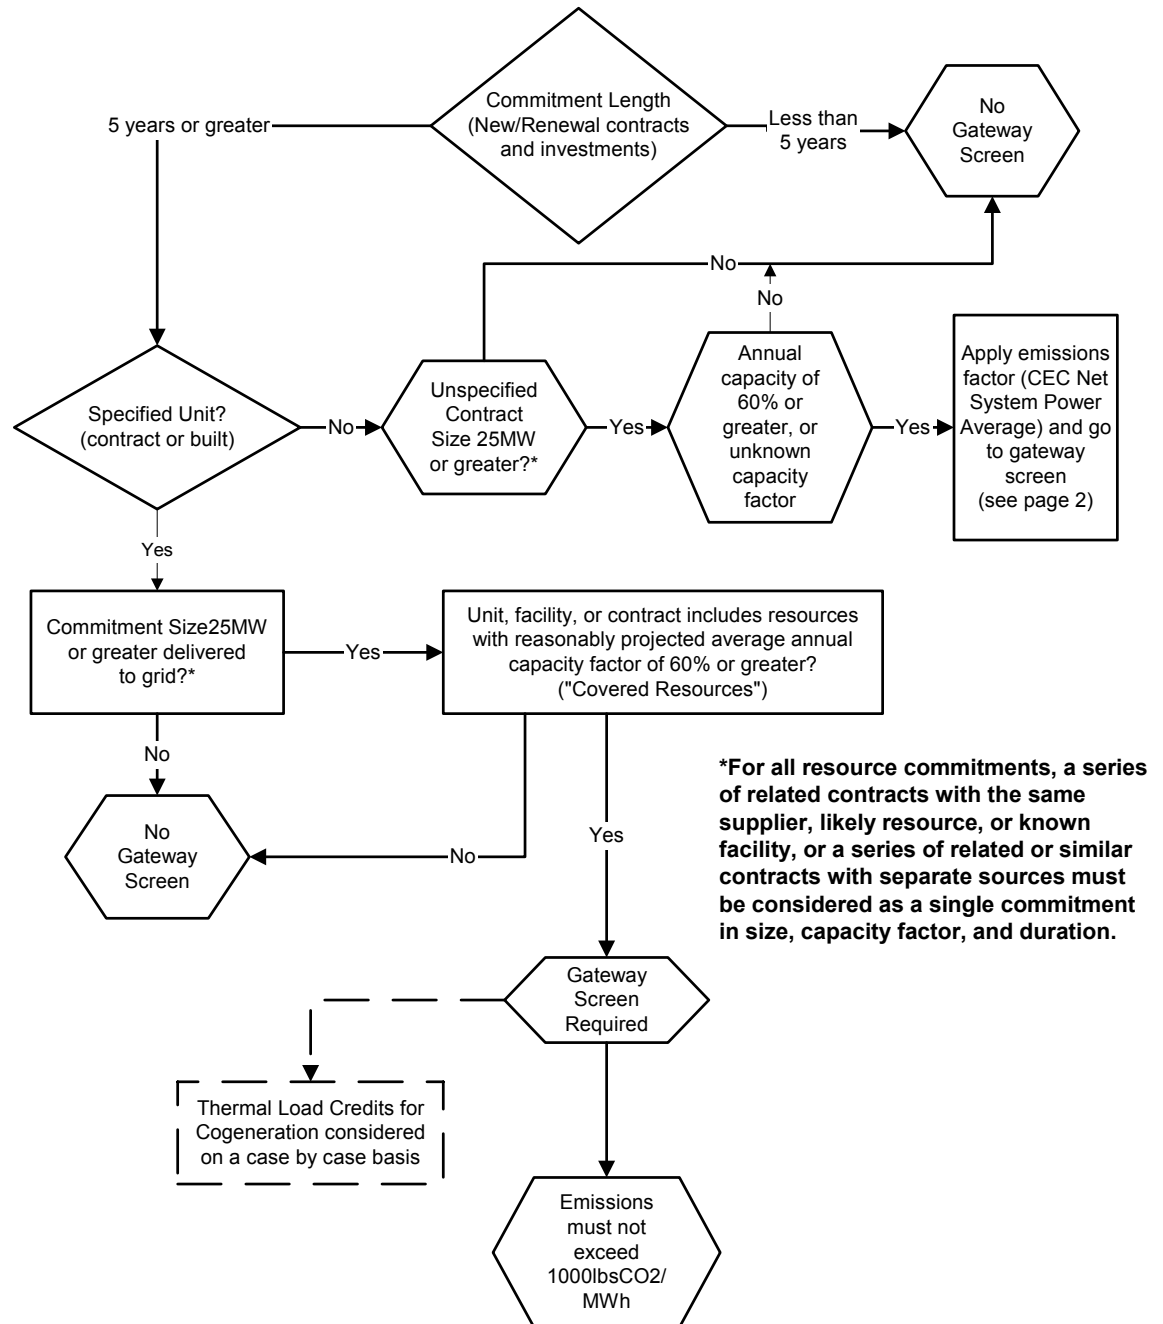 Commitment Length
(New/Renewal contracts
and investments)
5 years or greater
Less than
5 years
No
Gateway
Screen
No
No
Specified Unit?
(contract or built)
No
Unspecified
Contract
Size 25MW
or greater?*
Yes
Annual
capacity of
60% or
greater, or
unknown
capacity
factor
Yes
Apply emissions
factor (CEC Net
System Power
Average) and go
to gateway
screen
(see page 2)
Yes
Commitment Size25MW
or greater delivered
to grid?*
Yes
Unit, facility, or contract includes resources
with reasonably projected average annual
capacity factor of 60% or greater?
("Covered Resources")
No
No
Gateway
Screen
No
Yes
*For all resource commitments, a series
of related contracts with the same
supplier, likely resource, or known
facility, or a series of related or similar
contracts with separate sources must
be considered as a single commitment
in size, capacity factor, and duration.
Gateway
Screen
Required
Thermal Load Credits for
Cogeneration considered
on a case by case basis
Emissions
must not
exceed
1000lbsCO2/
MWh